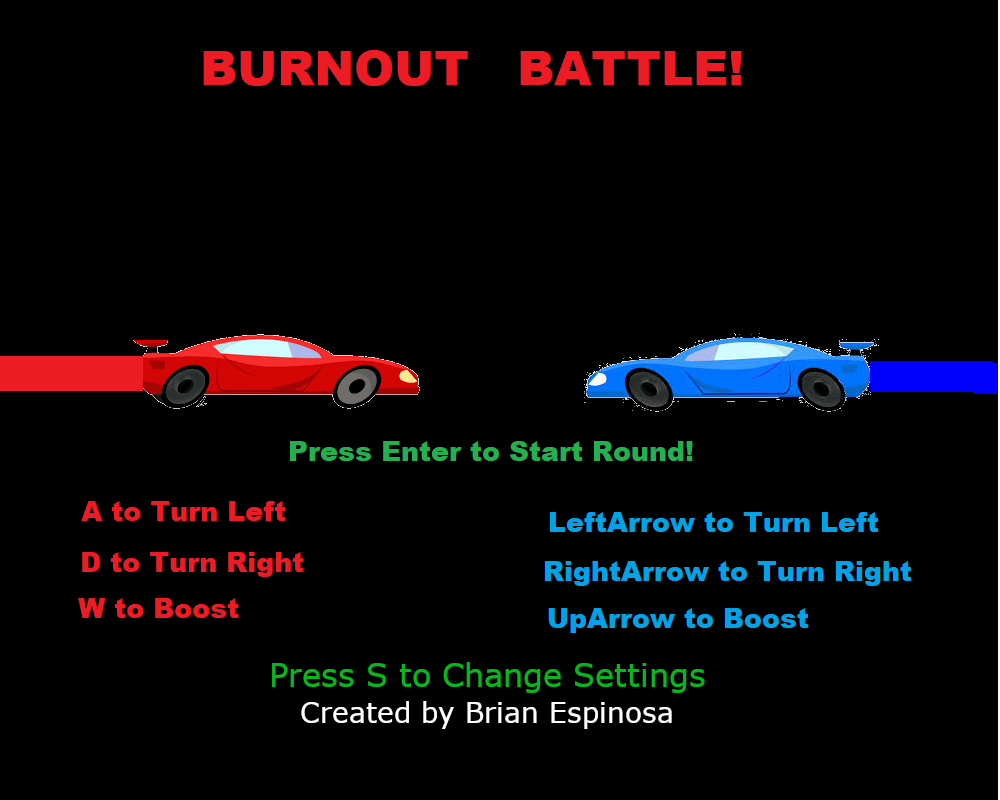 BURNOUT BATTLE!
Press Enter to Start Round!
A to Turn Left
D to Turn Right
W to Boost
LeftArrow to Turn Left
RightArrow to Turn Right
UpArrow to Boost
Press S to Change Settings
Created by Brian Espinosa